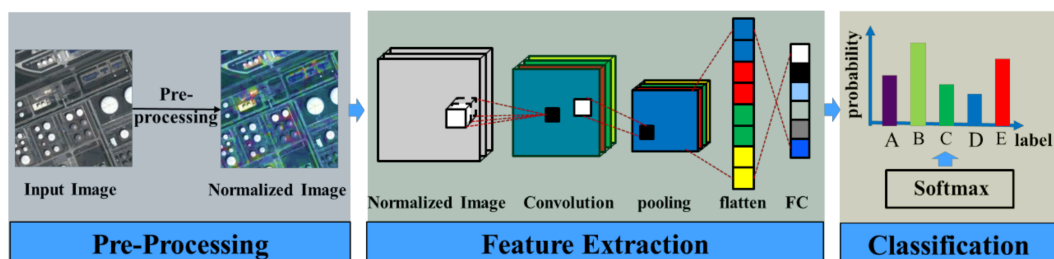 Pre-
processing
Input Image
Normalized Image
Pre-Processing
Normalized Image
Convolution
pooling
flatten
FC
Feature Extraction
probability
A
B
C
D
E
label
Softmax
Classification